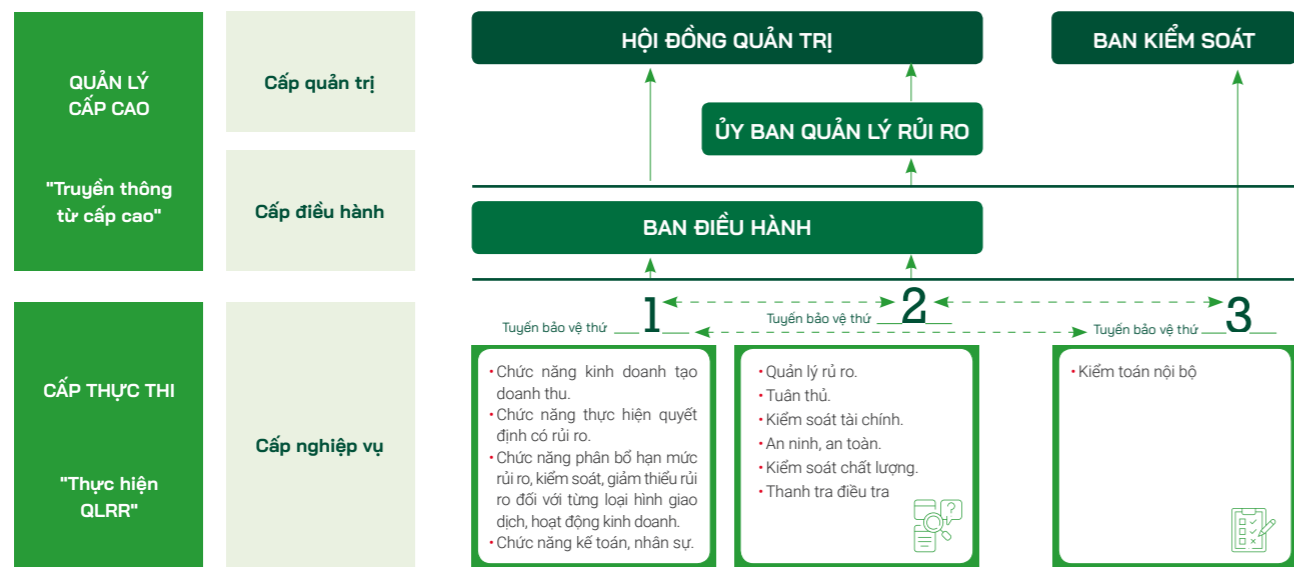 QUẢN LÝ
CẤP CAO
"Truyền thông
từ cấp cao"
Cấp quản trị
Cấp điều hành
HỘI ĐỒNG QUẢN TRỊ
BAN KIỂM SOÁT
ỦY BAN QUẢN LÝ RỦI RO
BAN ĐIỀU HÀNH
CẤP THỰC THI
"Thực hiện
QLRR"
Cấp nghiệp vụ
Tuyến bảo vệ thứ 1
Tuyến bảo vệ thứ 2
Tuyến bảo vệ thứ 3
• Chức năng kinh doanh tạo
doanh thu.
• Chức năng thực hiện quyết
định có rủi ro.
• Chức năng phân bổ hạn mức
rủi ro, kiểm soát, giảm thiểu rủi
ro đối với từng loại hình giao
dịch, hoạt động kinh doanh.
• Chức năng kế toán, nhân sự.
• Quản lý rủ ro.
• Tuân thủ.
• Kiểm soát tài chính.
• An ninh, an toàn.
• Kiểm soát chất lượng.
• Thanh tra điều tra
• Kiểm toán nội bộ